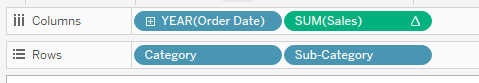 Columns YEAR(Order Date) SUM(Sales) Δ
Rows Category Sub-Category